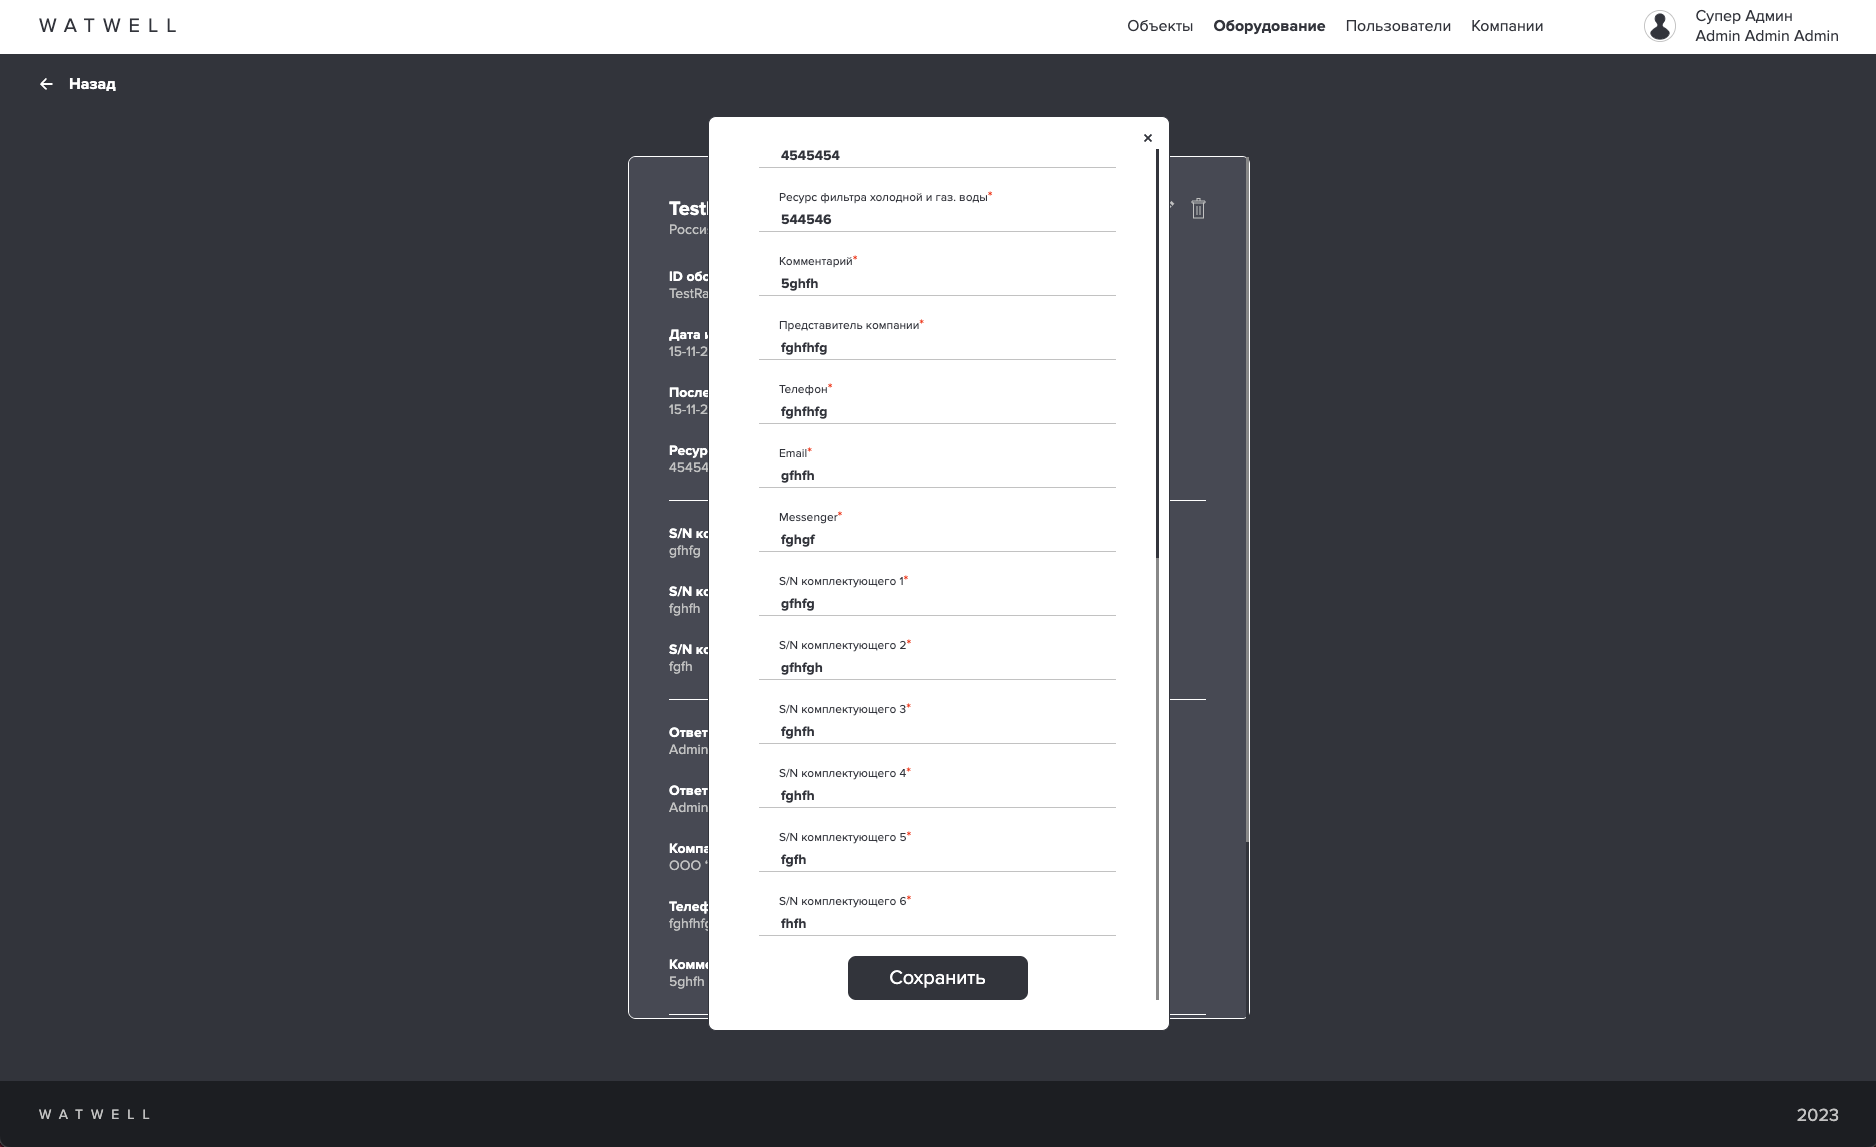 WATWELL
Объекты Оборудование Пользователи Компании
Супер Админ
Admin Admin Admin
Назад
4545454
Ресурс фильтра холодной и газ. воды*
544546
Комментарий*
5ghfh
Представитель компании*
fghfhfg
Телефон*
fghfhfg
Email*
gfhfh
Messenger*
fghgf
S/N комплектующего 1*
gfhfg
S/N комплектующего 2*
gfhfgh
S/N комплектующего 3*
fghfh
S/N комплектующего 4*
fghfh
S/N комплектующего 5*
fgfh
S/N комплектующего 6*
fhfh
Сохранить
Test
Росси
ID обо
TestRa
Дата
15-11-2
После
15-11-2
Ресур
45454
S/N ко
gfhfg
S/N ко
fghfh
S/N ко
fgfh
Ответ
Admin
Ответ
Admin
Компа
ООО "
Телеф
fghfhfg
Комме
5ghfh
WATWELL
2023